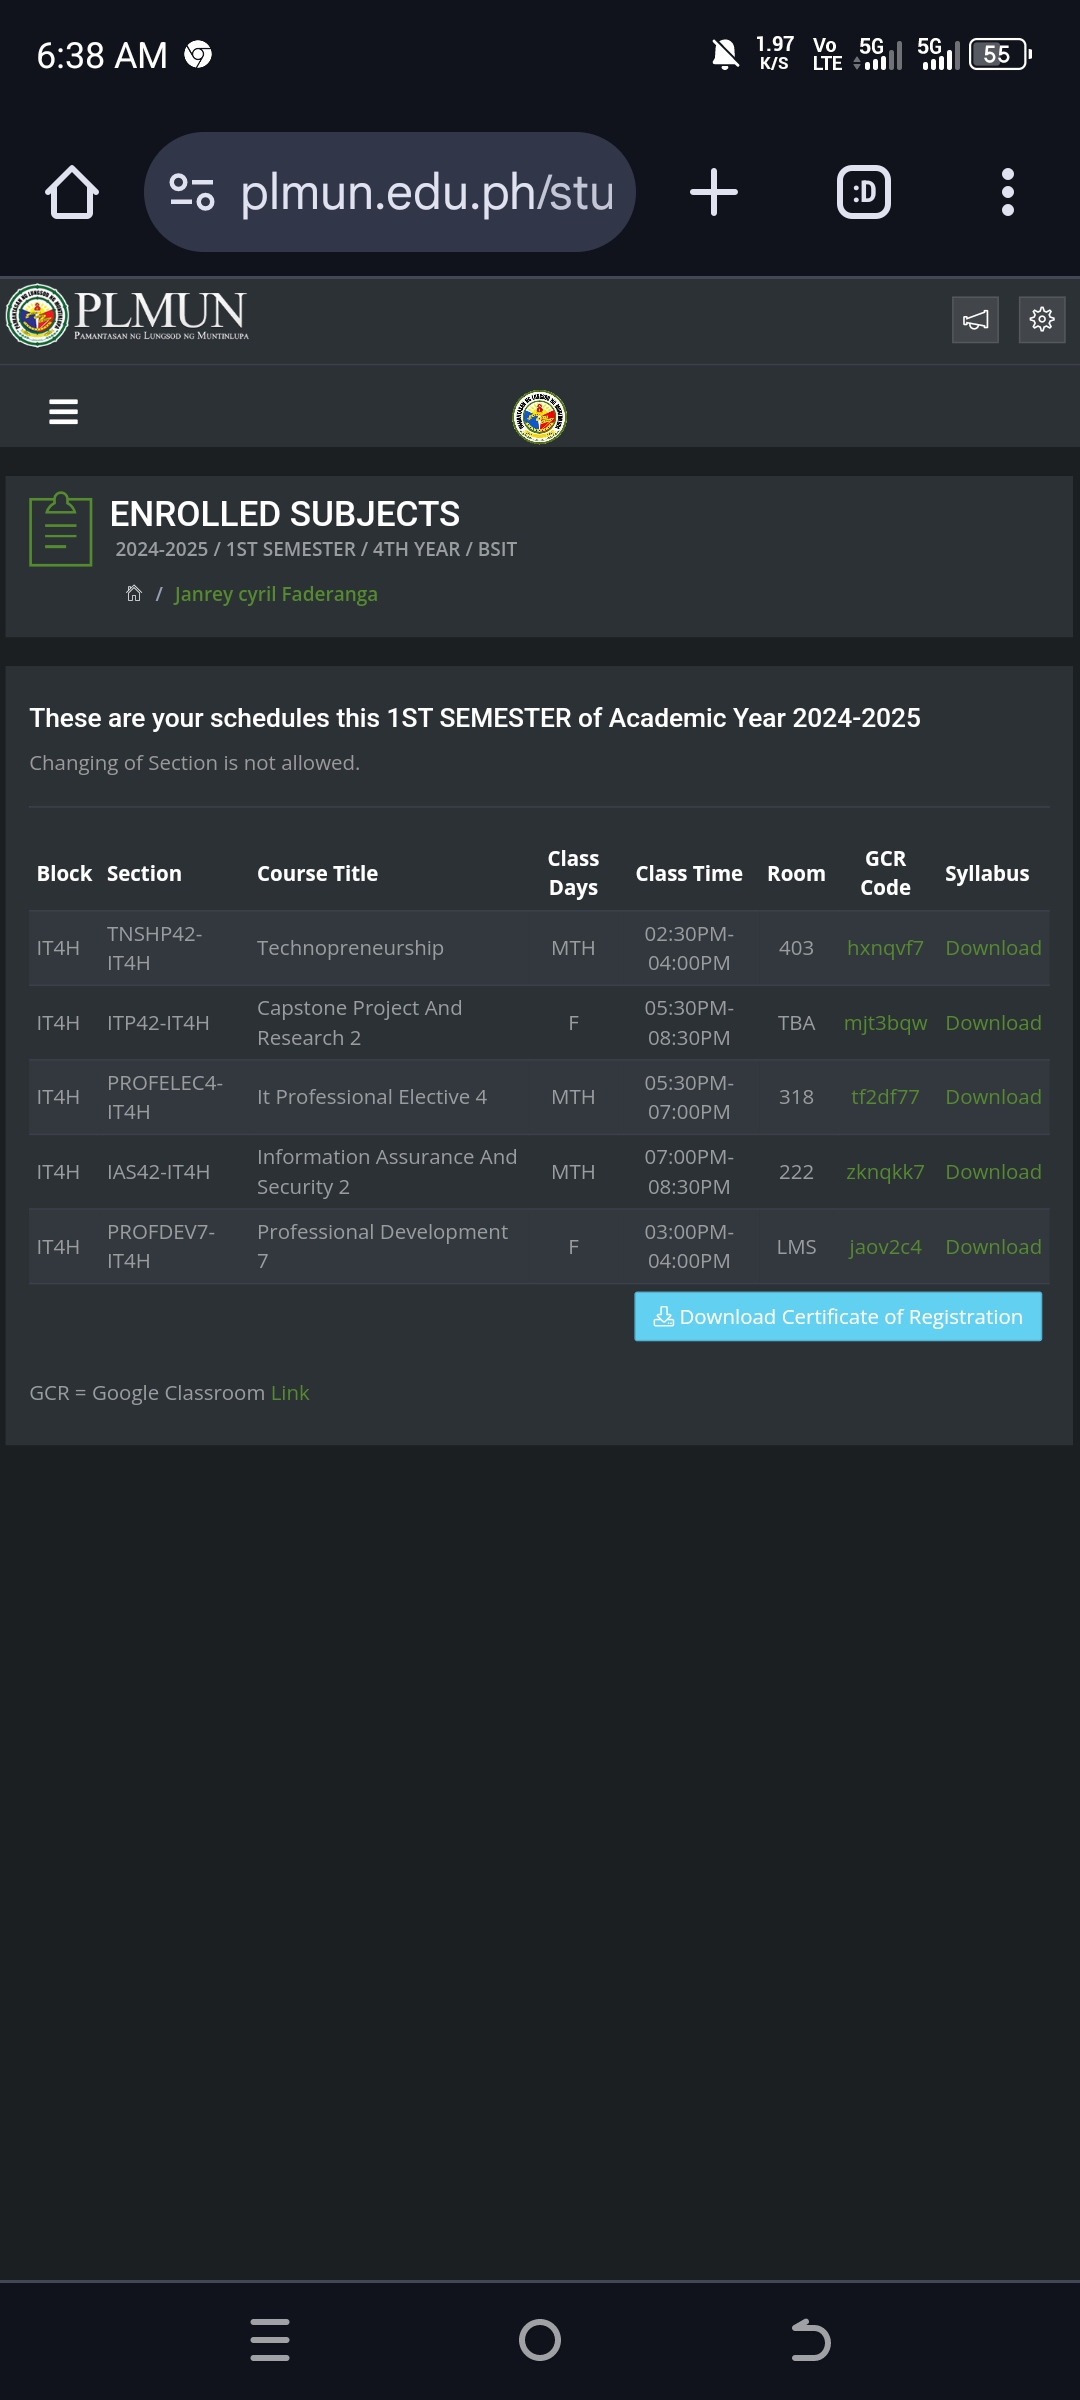 6:38 AM
1.97 K/S Vo LTE 5G 5G 55
plmun.edu.ph/stu
:D
PLMUN
PAMANTASAN NG LUNGSOD NG MUNTINLUPA
ENROLLED SUBJECTS
2024-2025 / 1ST SEMESTER / 4TH YEAR / BSIT
/ Janrey cyril Faderanga
These are your schedules this 1ST SEMESTER of Academic Year 2024-2025
Changing of Section is not allowed.
Block Section Course Title Class Days Class Time Room GCR Code Syllabus
IT4H TNSHP42-IT4H Technopreneurship MTH 02:30PM-04:00PM 403 hxnqvf7 Download
IT4H ITP42-IT4H Capstone Project And Research 2 F 05:30PM-08:30PM TBA mjt3bqw Download
IT4H PROFELEC4-IT4H It Professional Elective 4 MTH 05:30PM-07:00PM 318 tf2df77 Download
IT4H IAS42-IT4H Information Assurance And Security 2 MTH 07:00PM-08:30PM 222 zknqkk7 Download
IT4H PROFDEV7-IT4H Professional Development 7 F 03:00PM-04:00PM LMS jaov2c4 Download
Download Certificate of Registration
GCR = Google Classroom Link